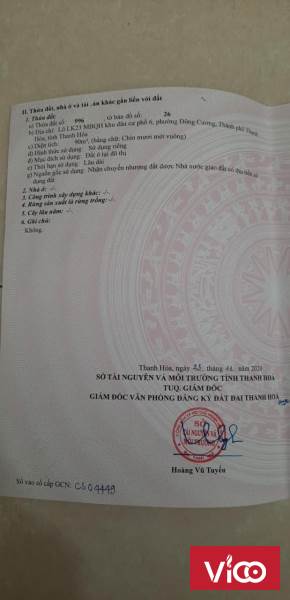 II. Thửa đất, nhà ở và tài sản khác gắn liền với đất
1. Thửa đất:
a) Thửa đất số: 996 tờ bản đồ số: 26
b) Địa chỉ: Lô LK23 MBQH khu dân cư phố 6, phường Đông Cương, Thành phố Thanh
Hóa, tỉnh Thanh Hóa
c) Diện tích: 90m², (bằng chữ: Chín mươi mét vuông)
d) Hình thức sử dụng: Sử dụng riêng
đ) Mục đích sử dụng: Đất ở tại đô thị
e) Thời hạn sử dụng: Lâu dài
g) Nguồn gốc sử dụng: Nhận chuyển nhượng đất được Nhà nước giao đất có thu tiền sử
dụng đất
2. Nhà ở: -/-
3. Công trình xây dựng khác: -/-
4. Rừng sản xuất là rừng trồng: -/-
5. Cây lâu năm: -/-
6. Ghi chú:
Không.
Thanh Hóa, ngày tháng năm 2020
SỞ TÀI NGUYÊN VÀ MÔI TRƯỜNG TỈNH THANH HÓA
TUQ. GIÁM ĐỐC
GIÁM ĐỐC VĂN PHÒNG ĐĂNG KÝ ĐẤT ĐAI THANH HÓA
SỞ
TÀI NGUYÊN VÀ
MÔI TRƯỜNG
Hoàng Vũ Tuyển
Số vào sổ cấp GCN: CS04449
VICO